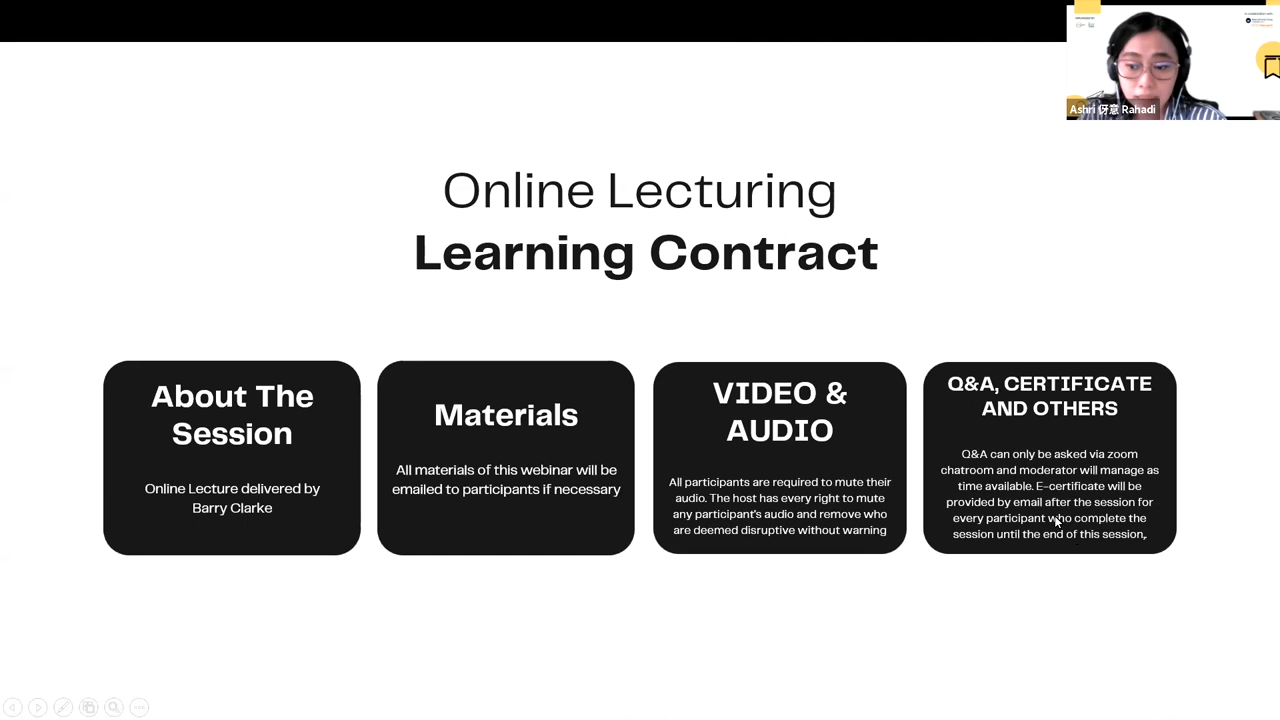 Ashri 伢意 Rahadi
Online Lecturing
Learning Contract
About The
Session
Online Lecture delivered by
Barry Clarke
Materials
All materials of this webinar will be
emailed to participants if necessary
VIDEO &
AUDIO
All participants are required to mute their
audio. The host has every right to mute
any participant's audio and remove who
are deemed disruptive without warning
Q&A, CERTIFICATE
AND OTHERS
Q&A can only be asked via zoom
chatroom and moderator will manage as
time available. E-certificate will be
provided by email after the session for
every participant who complete the
session until the end of this session,.